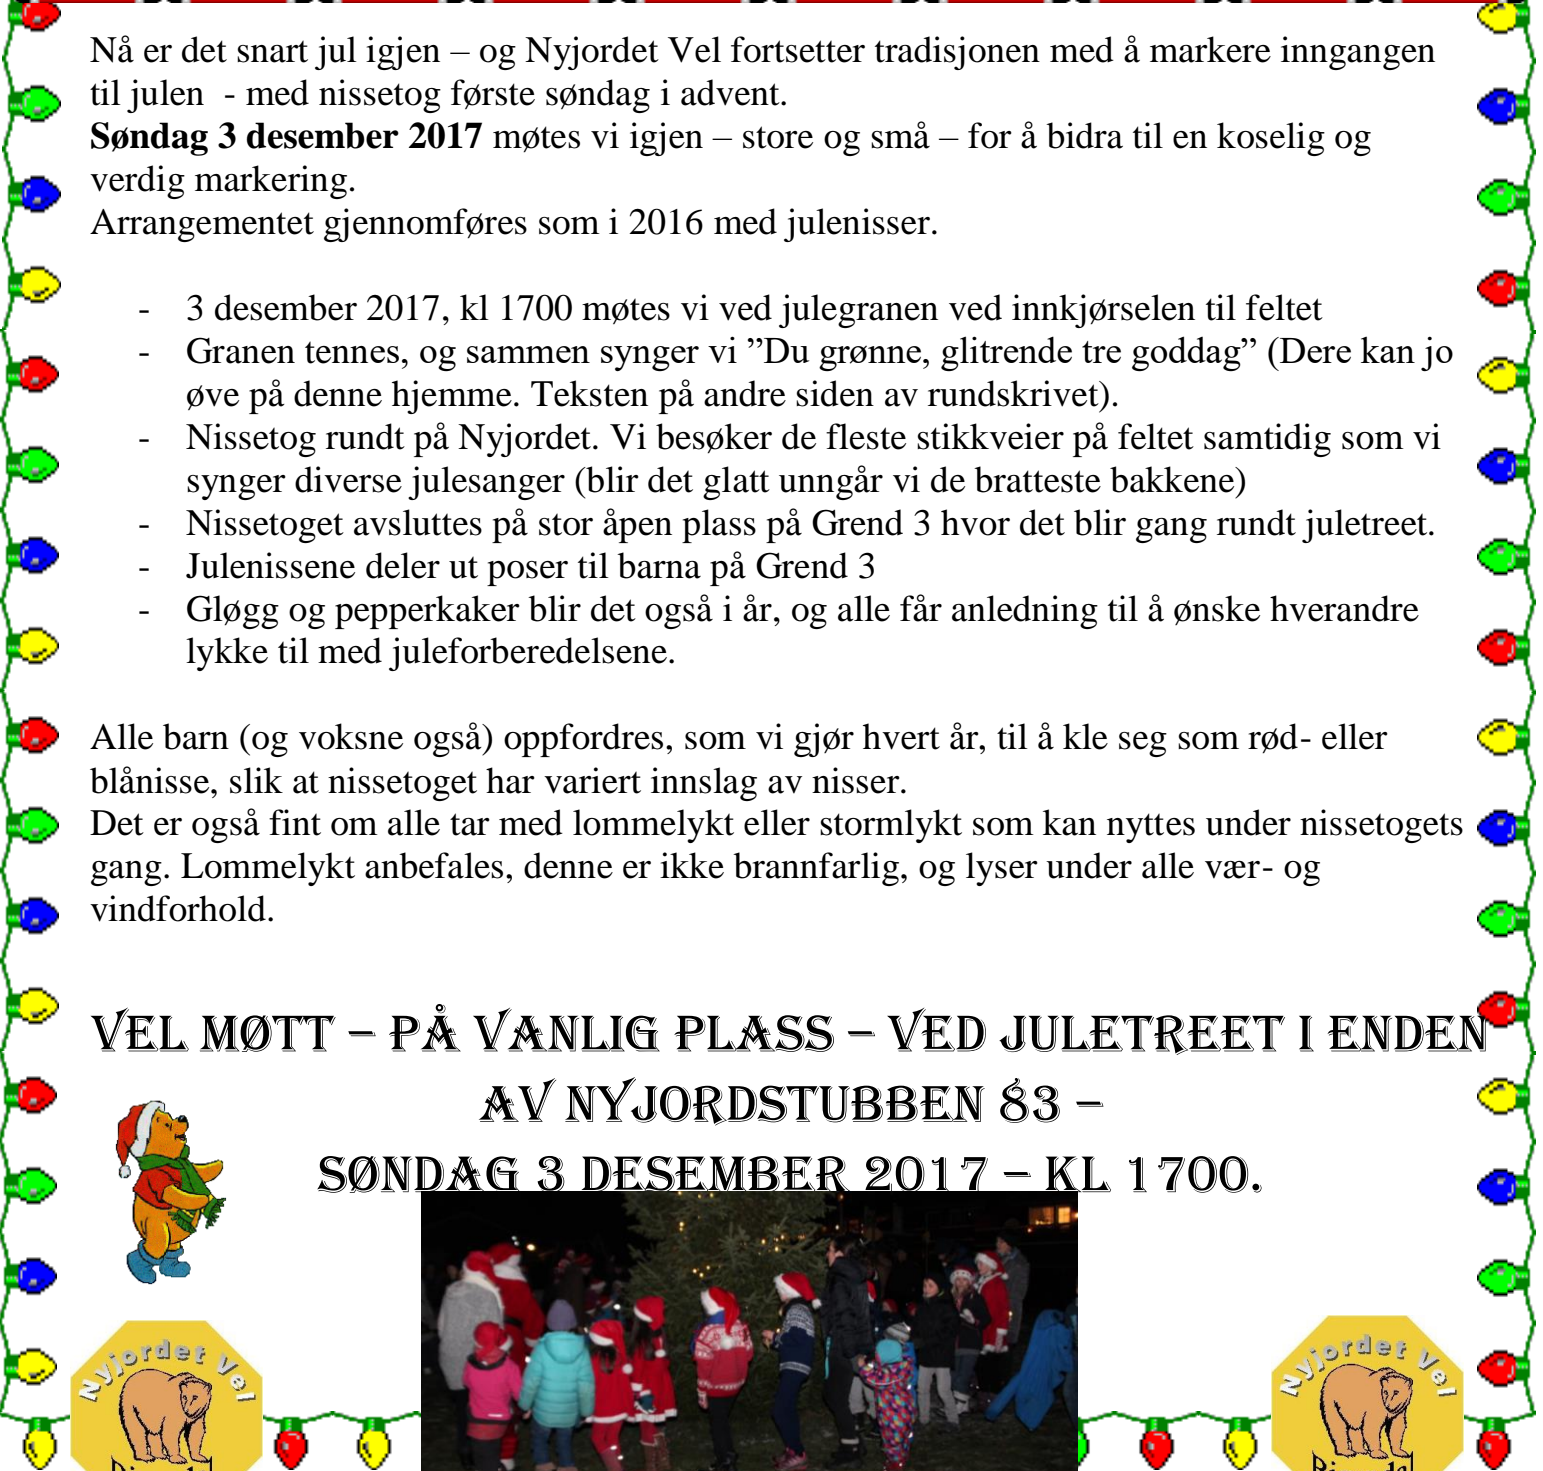 Nå er det snart jul igjen – og Nyjordet Vel fortsetter tradisjonen med å markere inngangen
til julen  - med nissetog første søndag i advent.
Søndag 3 desember 2017 møtes vi igjen – store og små – for å bidra til en koselig og
verdig markering.
Arrangementet gjennomføres som i 2016 med julenisser.
- 3 desember 2017, kl 1700 møtes vi ved julegranen ved innkjørselen til feltet
- Granen tennes, og sammen synger vi ”Du grønne, glitrende tre goddag” (Dere kan jo
øve på denne hjemme. Teksten på andre siden av rundskrivet).
- Nissetog rundt på Nyjordet. Vi besøker de fleste stikkveier på feltet samtidig som vi
synger diverse julesanger (blir det glatt unngår vi de bratteste bakkene)
- Nissetoget avsluttes på stor åpen plass på Grend 3 hvor det blir gang rundt juletreet.
- Julenissene deler ut poser til barna på Grend 3
- Gløgg og pepperkaker blir det også i år, og alle får anledning til å ønske hverandre
lykke til med juleforberedelsene.
Alle barn (og voksne også) oppfordres, som vi gjør hvert år, til å kle seg som rød- eller
blånisse, slik at nissetoget har variert innslag av nisser.
Det er også fint om alle tar med lommelykt eller stormlykt som kan nyttes under nissetogets
gang. Lommelykt anbefales, denne er ikke brannfarlig, og lyser under alle vær- og
vindforhold.
VEL MØTT – PÅ VANLIG PLASS – VED JULETREET I ENDEN
AV NYJORDSTUBBEN 83 –
SØNDAG 3 DESEMBER 2017 – KL 1700.
Nyjordet Vel
Nyjordet Vel